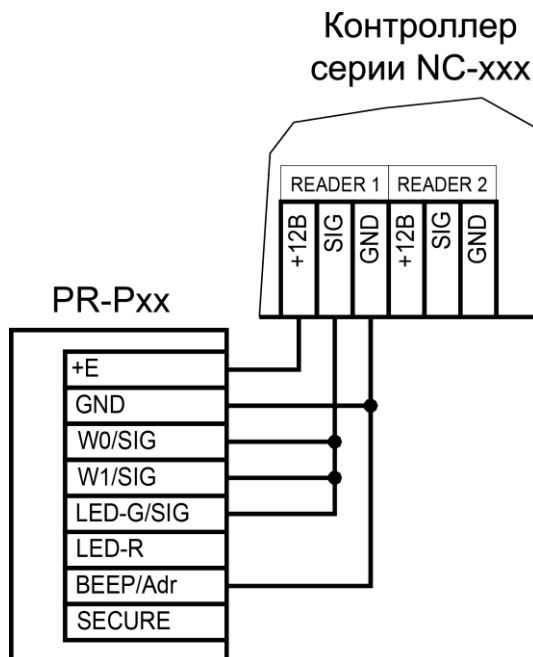 Контроллер
серии NC-xxx
READER 1 READER 2
+12В SIG GND +12В SIG GND
PR-Pxx
+E
GND
W0/SIG
W1/SIG
LED-G/SIG
LED-R
BEEP/Adr
SECURE